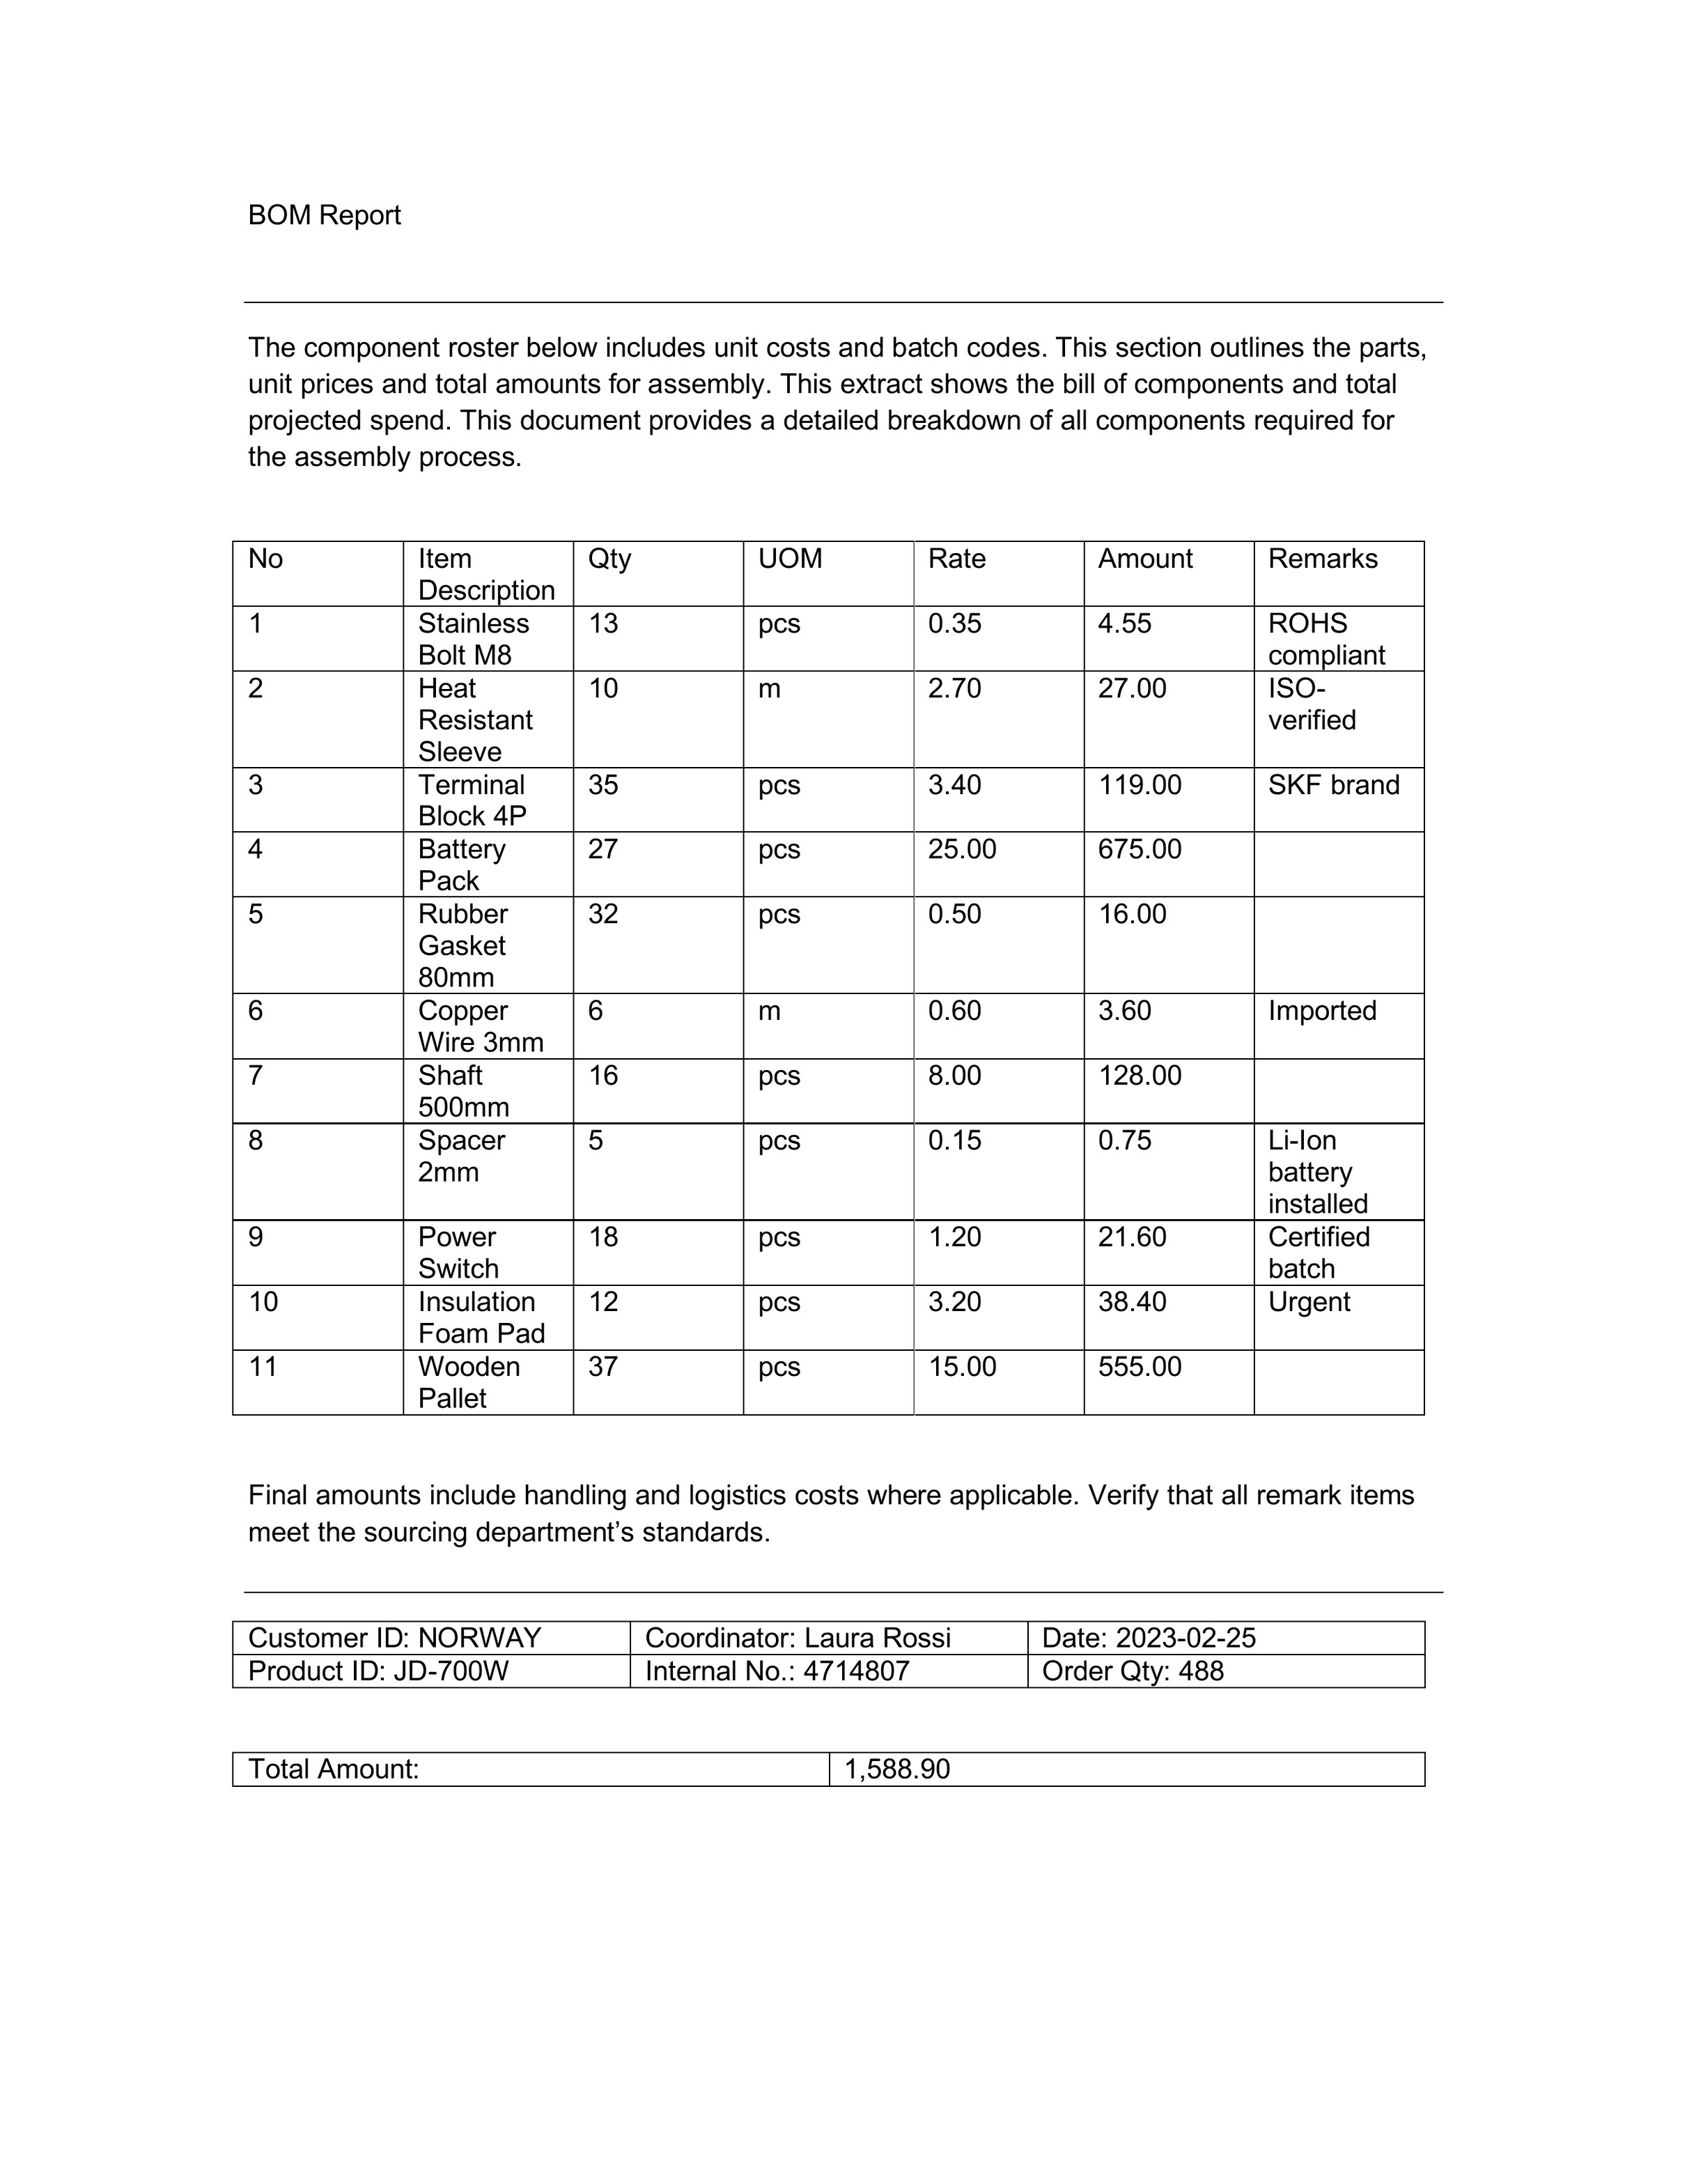 BOM Report
The component roster below includes unit costs and batch codes. This section outlines the parts,
unit prices and total amounts for assembly. This extract shows the bill of components and total
projected spend. This document provides a detailed breakdown of all components required for
the assembly process.
No Item Description Qty UOM Rate Amount Remarks
1 Stainless Bolt M8 13 pcs 0.35 4.55 ROHS compliant
2 Heat Resistant Sleeve 10 m 2.70 27.00 ISO-verified
3 Terminal Block 4P 35 pcs 3.40 119.00 SKF brand
4 Battery Pack 27 pcs 25.00 675.00
5 Rubber Gasket 80mm 32 pcs 0.50 16.00
6 Copper Wire 3mm 6 m 0.60 3.60 Imported
7 Shaft 500mm 16 pcs 8.00 128.00
8 Spacer 2mm 5 pcs 0.15 0.75 Li-Ion battery installed
9 Power Switch 18 pcs 1.20 21.60 Certified batch
10 Insulation Foam Pad 12 pcs 3.20 38.40 Urgent
11 Wooden Pallet 37 pcs 15.00 555.00
Final amounts include handling and logistics costs where applicable. Verify that all remark items
meet the sourcing department’s standards.
Customer ID: NORWAY Coordinator: Laura Rossi Date: 2023-02-25
Product ID: JD-700W Internal No.: 4714807 Order Qty: 488
Total Amount: 1,588.90